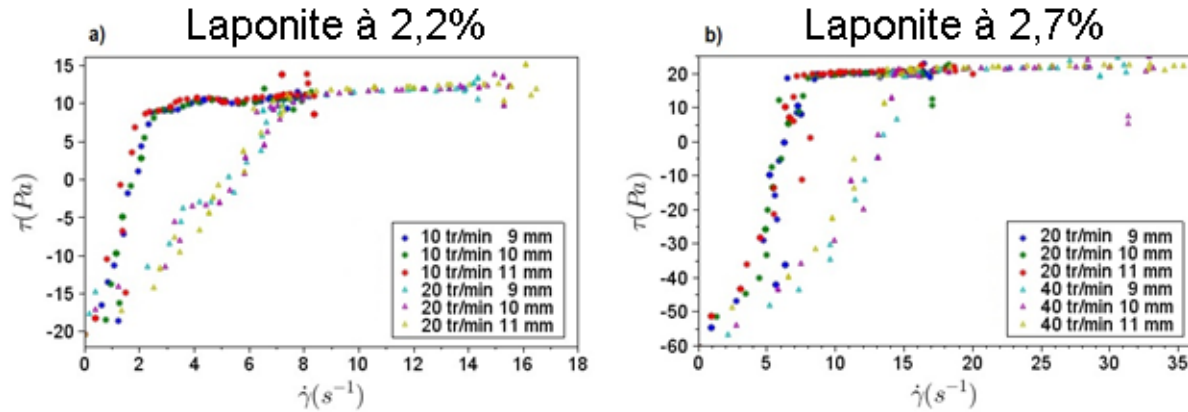 Laponite à 2,2%
a)
15
10
5
0
-5
-10
-15
-20
τ(Pa)
0 2 4 6 8 10 12 14 16 18
γ̇(s⁻¹)
10 tr/min 9 mm
10 tr/min 10 mm
10 tr/min 11 mm
20 tr/min 9 mm
20 tr/min 10 mm
20 tr/min 11 mm
Laponite à 2,7%
b)
20
10
0
-10
-20
-30
-40
-50
-60
τ(Pa)
0 5 10 15 20 25 30 35
γ̇(s⁻¹)
20 tr/min 9 mm
20 tr/min 10 mm
20 tr/min 11 mm
40 tr/min 9 mm
40 tr/min 10 mm
40 tr/min 11 mm